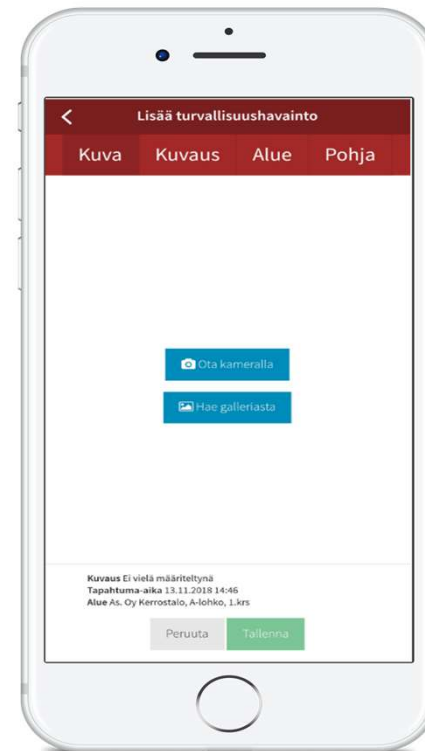 Lisää turvallisuushavainto
Kuva Kuvaus Alue Pohja
Ota kameralla
Hae galleriasta
Kuvaus Ei vielä määriteltynä
Tapahtuma-aika 13.11.2018 14:46
Alue As. Oy Kerrostalo, A-lohko, 1.krs
Peruuta Tallenna